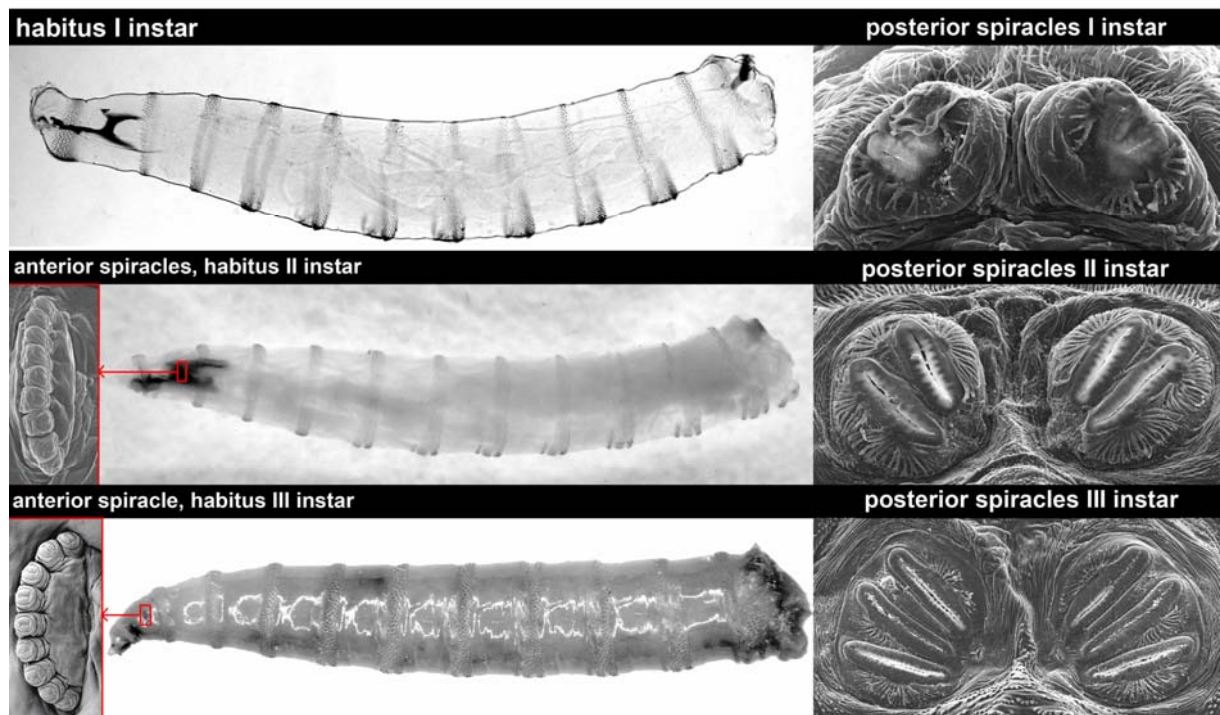 habitus I instar
posterior spiracles I instar
anterior spiracles, habitus II instar
posterior spiracles II instar
anterior spiracle, habitus III instar
posterior spiracles III instar